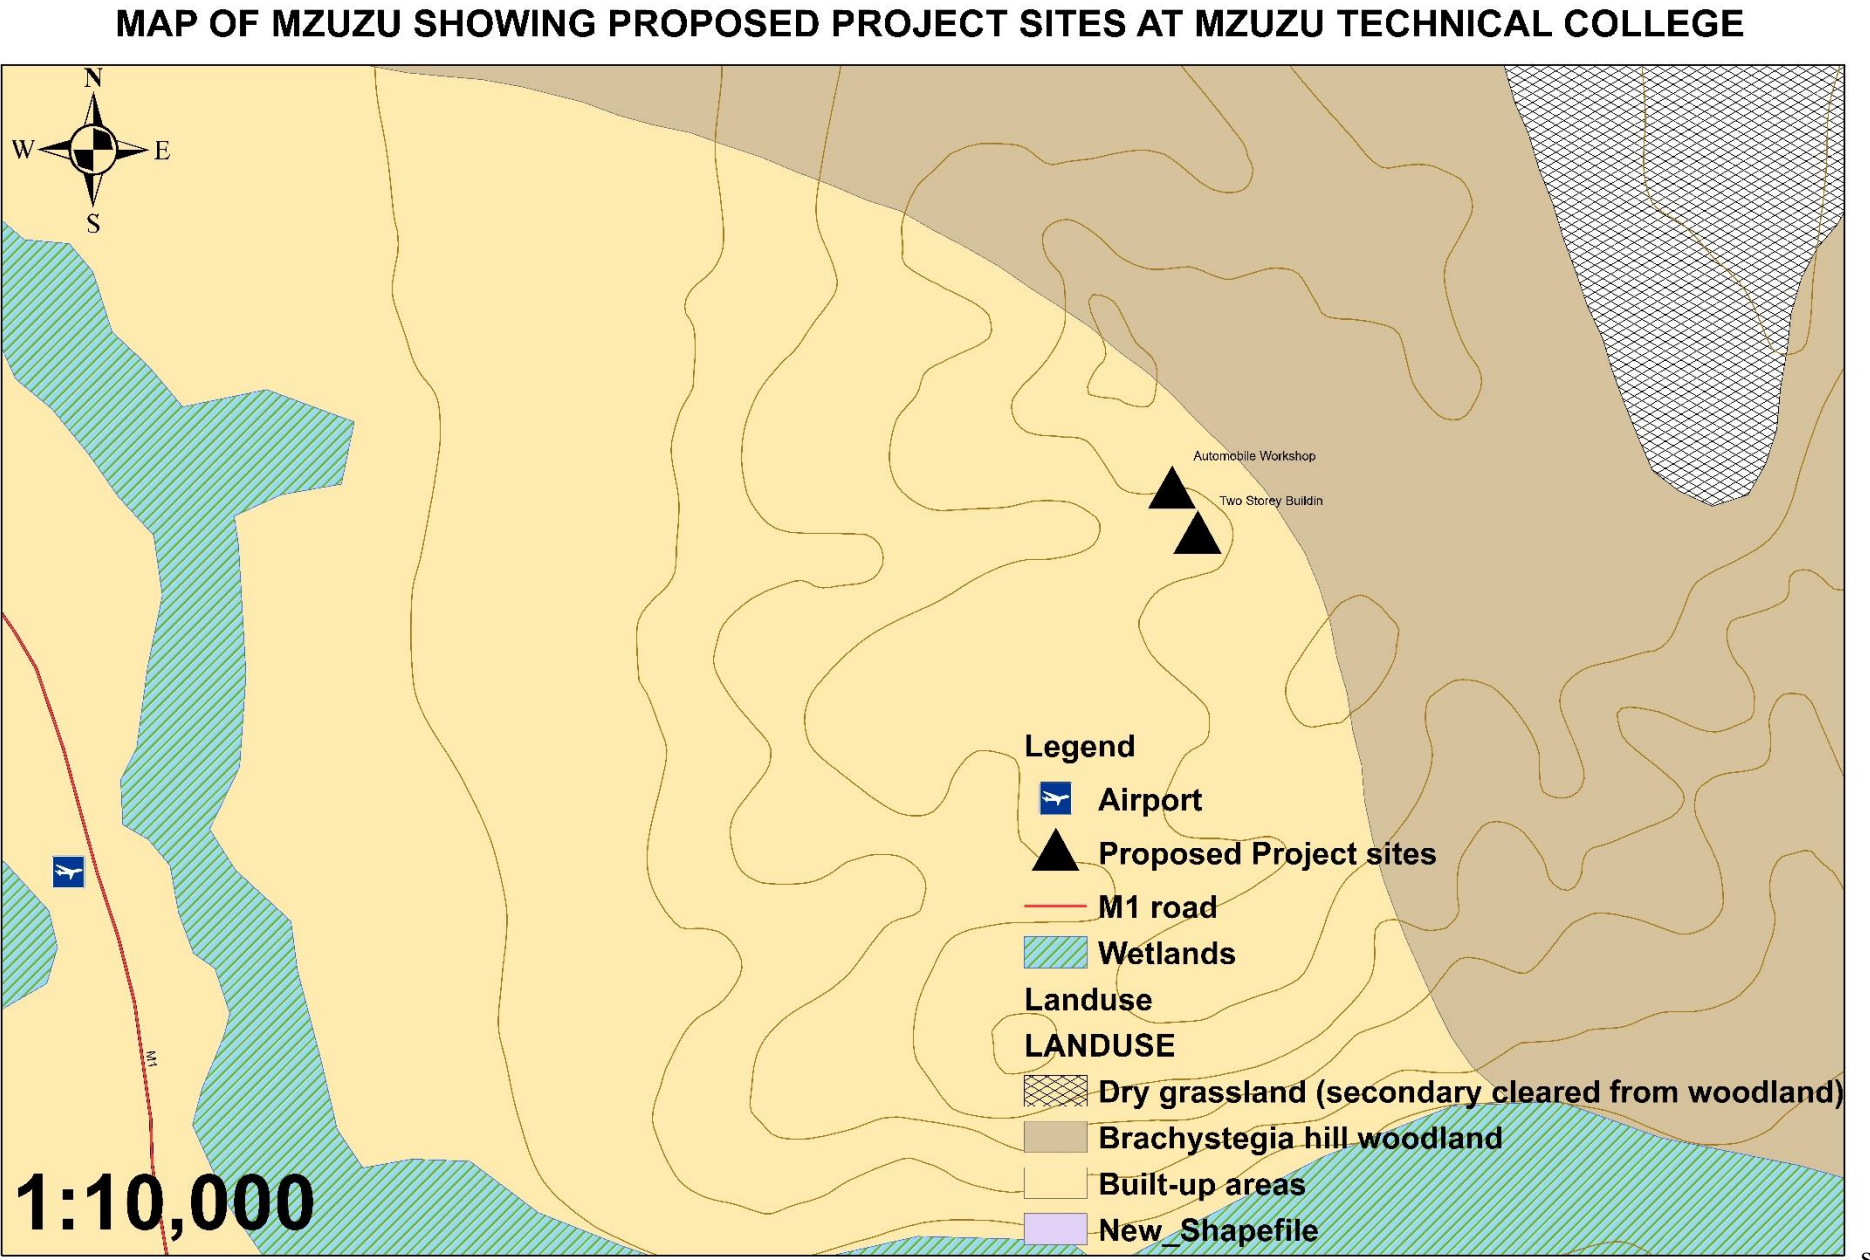 MAP OF MZUZU SHOWING PROPOSED PROJECT SITES AT MZUZU TECHNICAL COLLEGE
N
W E
S
Automobile Workshop
Two Storey Buildin
Legend
Airport
Proposed Project sites
M1 road
Wetlands
Landuse
LANDUSE
M1
Dry grassland (secondary cleared from woodland)
Brachystegia hill woodland
Built-up areas
1:10,000
New_Shapefile
s